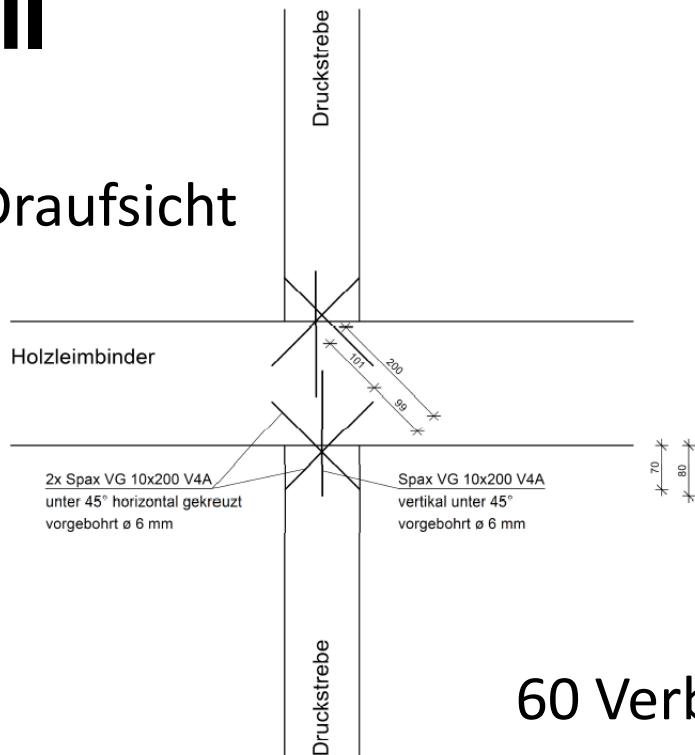 Druckstrebe
Draufsicht
Holzleimbinder
101
200
99
2x Spax VG 10x200 V4A
unter 45° horizontal gekreuzt
vorgebohrt ø 6 mm
Spax VG 10x200 V4A
vertikal unter 45°
vorgebohrt ø 6 mm
70
80
Druckstrebe
60 Verb